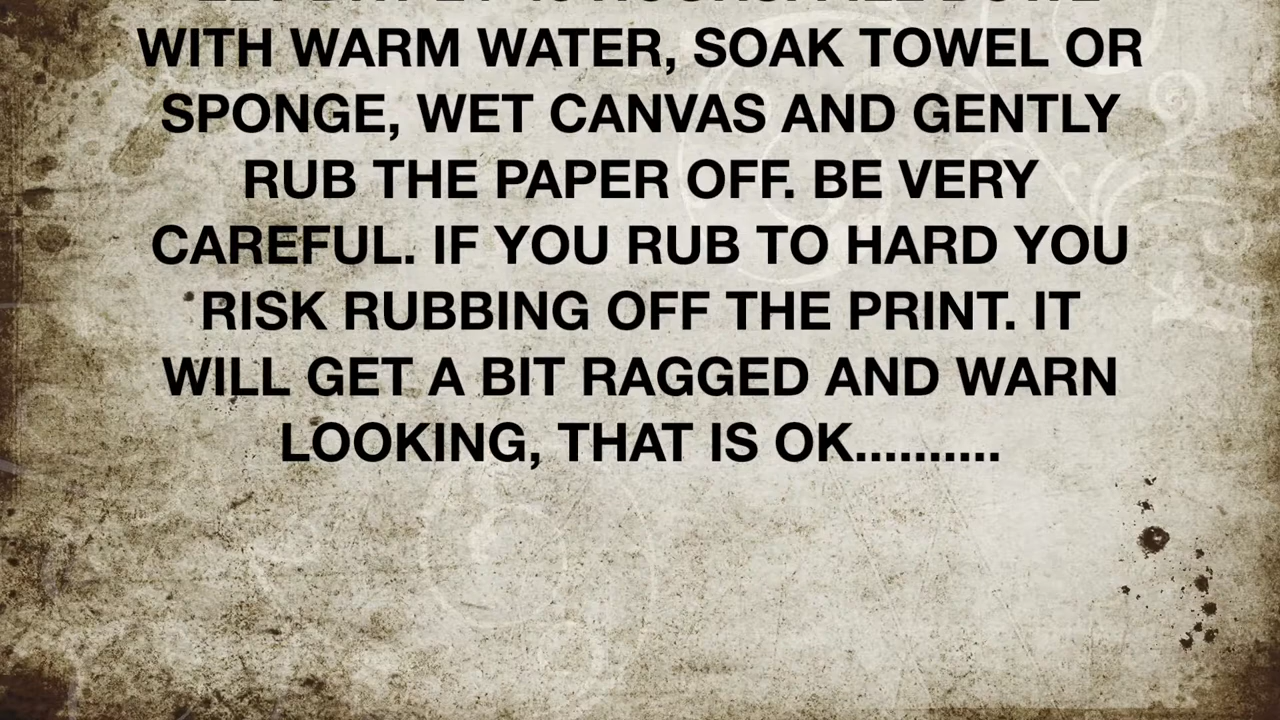 WITH WARM WATER, SOAK TOWEL OR
SPONGE, WET CANVAS AND GENTLY
RUB THE PAPER OFF. BE VERY
CAREFUL. IF YOU RUB TO HARD YOU
RISK RUBBING OFF THE PRINT. IT
WILL GET A BIT RAGGED AND WARN
LOOKING, THAT IS OK..........